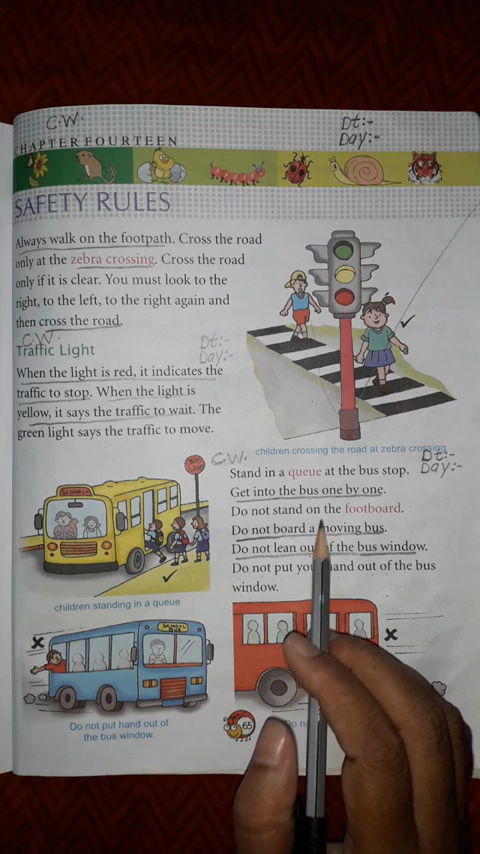 C.W.
Dt:-
Day:-
CHAPTER FOURTEEN
SAFETY RULES
Always walk on the footpath. Cross the road
only at the zebra crossing. Cross the road
only if it is clear. You must look to the
right, to the left, to the right again and
then cross the road.
C.W.
Dt:-
Day:-
Traffic Light
When the light is red, it indicates the
traffic to stop. When the light is
yellow, it says the traffic to wait. The
green light says the traffic to move.
children crossing the road at zebra crossing
C.W.
Dt:-
Day:-
Stand in a queue at the bus stop.
Get into the bus one by one.
Do not stand on the footboard.
Do not board a moving bus.
Do not lean out of the bus window.
Do not put your hand out of the bus
window.
BUS
STOP
SCHOOL
children standing in a queue
SCHOOL
BUS
Do not put hand out of
the bus window.
65
Do